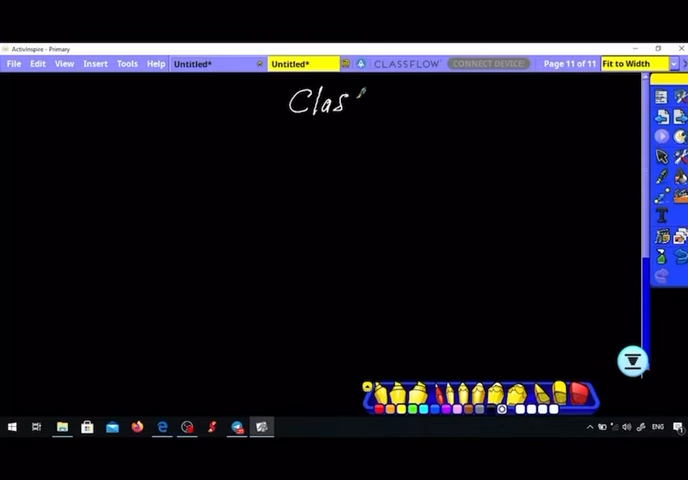 ActivInspire - Primary
File Edit View Insert Tools Help Untitled* Untitled* CLASSFLOW CONNECT DEVICE Page 11 of 11 Fit to Width
Clas
T
ENG